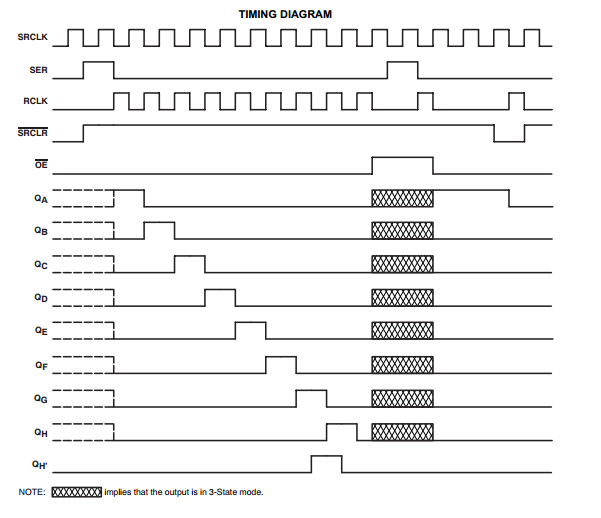 TIMING DIAGRAM
SRCLK
SER
RCLK
SRCLR
OE
QA
QB
QC
QD
QE
QF
QG
QH
QH'
NOTE: implies that the output is in 3-State mode.